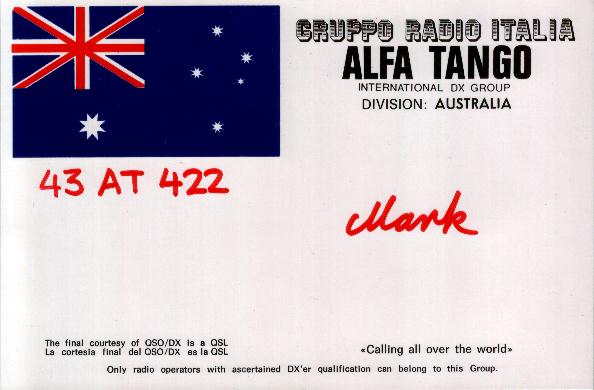 GRUPPO RADIO ITALIA
ALFA TANGO
INTERNATIONAL DX GROUP
DIVISION: AUSTRALIA
43 AT 422
Mark
The final courtesy of QSO/DX is a QSL
La cortesia final del QSO/DX es la QSL
«Calling all over the world»
Only radio operators with ascertained DX'er qualification can belong to this Group.